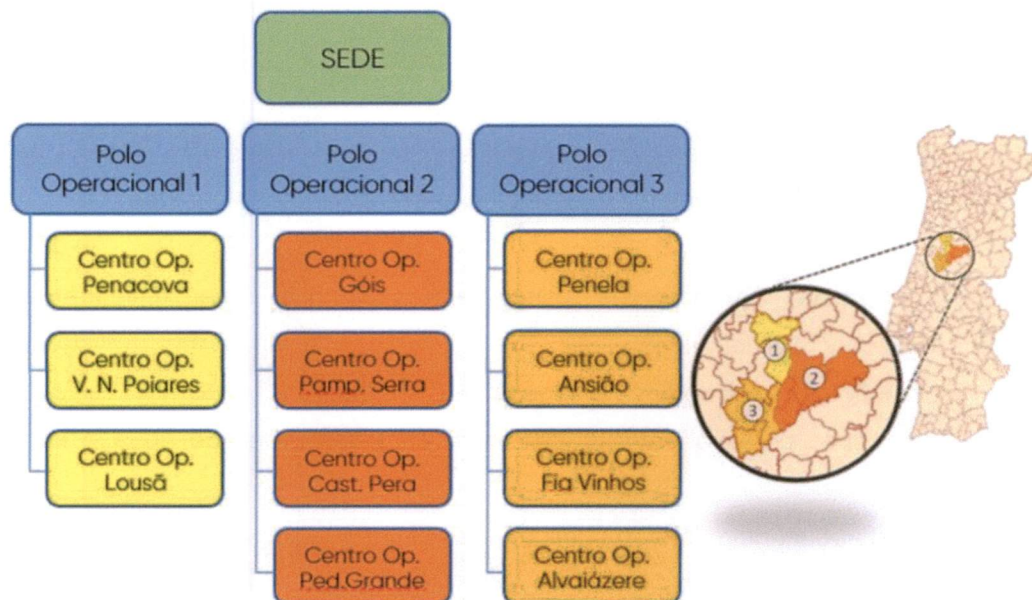 SEDE
Polo
Operacional 1
Centro Op.
Penacova
Centro Op.
V. N. Poiares
Centro Op.
Lousã
Polo
Operacional 2
Centro Op.
Góis
Centro Op.
Pamp. Serra
Centro Op.
Cast. Pera
Centro Op.
Ped.Grande
Polo
Operacional 3
Centro Op.
Penela
Centro Op.
Ansião
Centro Op.
Fia Vinhos
Centro Op.
Alvaiázere
1
2
3